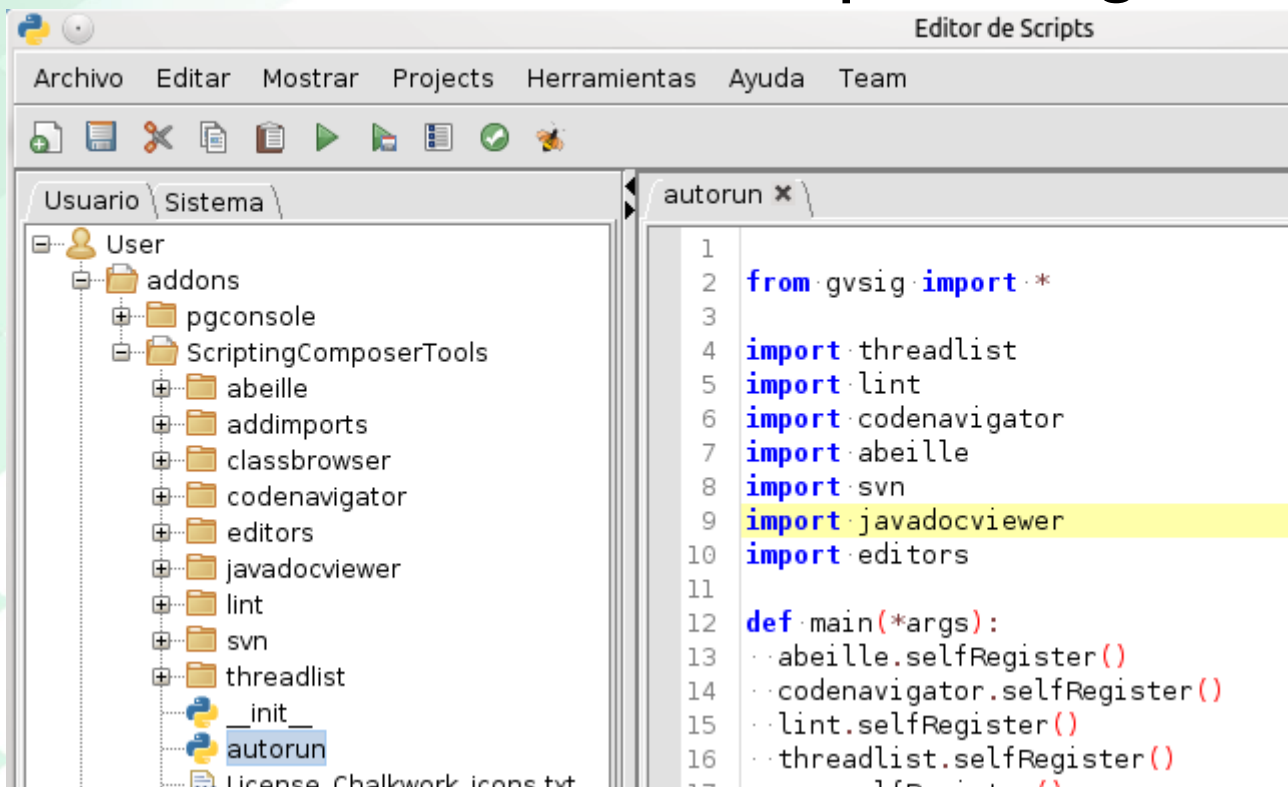 Editor de Scripts
Archivo Editar Mostrar Projects Herramientas Ayuda Team
Usuario Sistema
User
addons
pgconsole
ScriptingComposerTools
abeille
addimports
classbrowser
codenavigator
editors
javadocviewer
lint
svn
threadlist
__init__
autorun
License_Chalkwork_icons.txt
autorun
1
2 from gvsig import *
3
4 import threadlist
5 import lint
6 import codenavigator
7 import abeille
8 import svn
9 import javadocviewer
10 import editors
11
12 def main(*args):
13 abeille.selfRegister()
14 codenavigator.selfRegister()
15 lint.selfRegister()
16 threadlist.selfRegister()